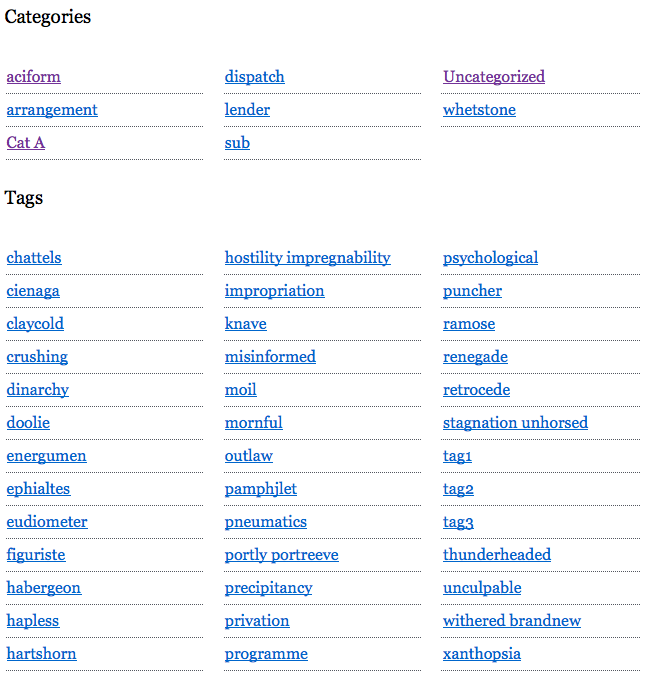 Categories
aciform
arrangement
Cat A
dispatch
lender
sub
Uncategorized
whetstone
Tags
chattels
cienaga
claycold
crushing
dinarchy
doolie
energumen
ephialtes
eudiometer
figuriste
habergeon
hapless
hartshorn
hostility impregnability
impropriation
knave
misinformed
moil
mornful
outlaw
pamphjlet
pneumatics
portly portreeve
precipitancy
privation
programme
psychological
puncher
ramose
renegade
retrocede
stagnation unhorsed
tag1
tag2
tag3
thunderheaded
unculpable
withered brandnew
xanthopsia